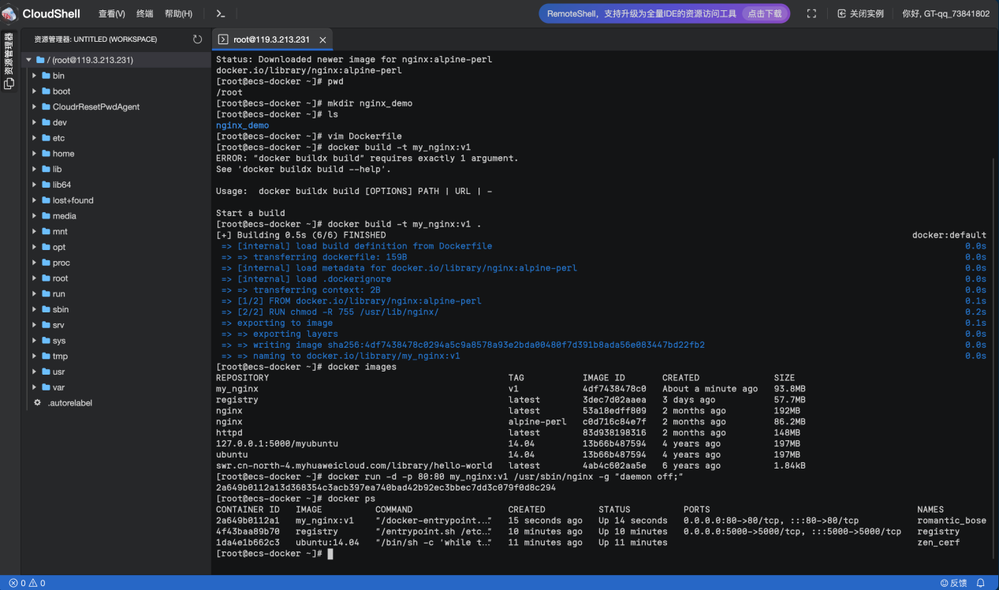 CloudShell 查看(V) 终端 帮助(H) RemoteShell，支持升级为全量IDE的资源访问工具 点击下载 关闭实例 你好, GT-qq_73841802
资源管理器
资源管理器: UNTITLED (WORKSPACE)
/ (root@119.3.213.231)
bin
boot
CloudrResetPwdAgent
dev
etc
home
lib
lib64
lost+found
media
mnt
opt
proc
root
run
sbin
srv
sys
tmp
usr
var
.autorelabel
root@119.3.213.231
Status: Downloaded newer image for nginx:alpine-perl
docker.io/library/nginx:alpine-perl
[root@ecs-docker ~]# pwd
/root
[root@ecs-docker ~]# mkdir nginx_demo
[root@ecs-docker ~]# ls
nginx_demo
[root@ecs-docker ~]# vim Dockerfile
[root@ecs-docker ~]# docker build -t my_nginx:v1
ERROR: "docker buildx build" requires exactly 1 argument.
See 'docker buildx build --help'.
Usage:  docker buildx build [OPTIONS] PATH | URL | -
Start a build
[root@ecs-docker ~]# docker build -t my_nginx:v1 .
[+] Building 0.5s (6/6) FINISHED docker:default
=> [internal] load build definition from Dockerfile 0.0s
=> => transferring dockerfile: 159B 0.0s
=> [internal] load metadata for docker.io/library/nginx:alpine-perl 0.0s
=> [internal] load .dockerignore 0.0s
=> => transferring context: 2B 0.0s
=> [1/2] FROM docker.io/library/nginx:alpine-perl 0.1s
=> [2/2] RUN chmod -R 755 /usr/lib/nginx/ 0.2s
=> exporting to image 0.1s
=> => exporting layers 0.0s
=> => writing image sha256:4df7438478c0294a5c9a8578a93e2bda00480f7d391b8ada56e083447bd22fb2 0.0s
=> => naming to docker.io/library/my_nginx:v1 0.0s
[root@ecs-docker ~]# docker images
REPOSITORY TAG IMAGE ID CREATED SIZE
my_nginx v1 4df7438478c0 About a minute ago 93.8MB
registry latest 3dec7d02aaea 3 days ago 57.7MB
nginx latest 53a18edff809 2 months ago 192MB
nginx alpine-perl c0d716c84e7f 2 months ago 86.2MB
httpd latest 83d938198316 2 months ago 148MB
127.0.0.1:5000/myubuntu 14.04 13b66b487594 4 years ago 197MB
ubuntu 14.04 13b66b487594 4 years ago 197MB
swr.cn-north-4.myhuaweicloud.com/library/hello-world latest 4ab4c602aa5e 6 years ago 1.84kB
[root@ecs-docker ~]# docker run -d -p 80:80 my_nginx:v1 /usr/sbin/nginx -g "daemon off;"
2a649b0112a13d368354c3acb397ea740bad42b92ec3bbec7dd3c079f0d8c294
[root@ecs-docker ~]# docker ps
CONTAINER ID IMAGE COMMAND CREATED STATUS PORTS NAMES
2a649b0112a1 my_nginx:v1 "/docker-entrypoint.…" 15 seconds ago Up 14 seconds 0.0.0.0:80->80/tcp, :::80->80/tcp romantic_bose
4f43baa89b70 registry "/entrypoint.sh /etc…" 10 minutes ago Up 10 minutes 0.0.0.0:5000->5000/tcp, :::5000->5000/tcp registry
1da4e1b662c3 ubuntu:14.04 "/bin/sh -c 'while t…" 11 minutes ago Up 11 minutes zen_cerf
[root@ecs-docker ~]#
0 0 反馈